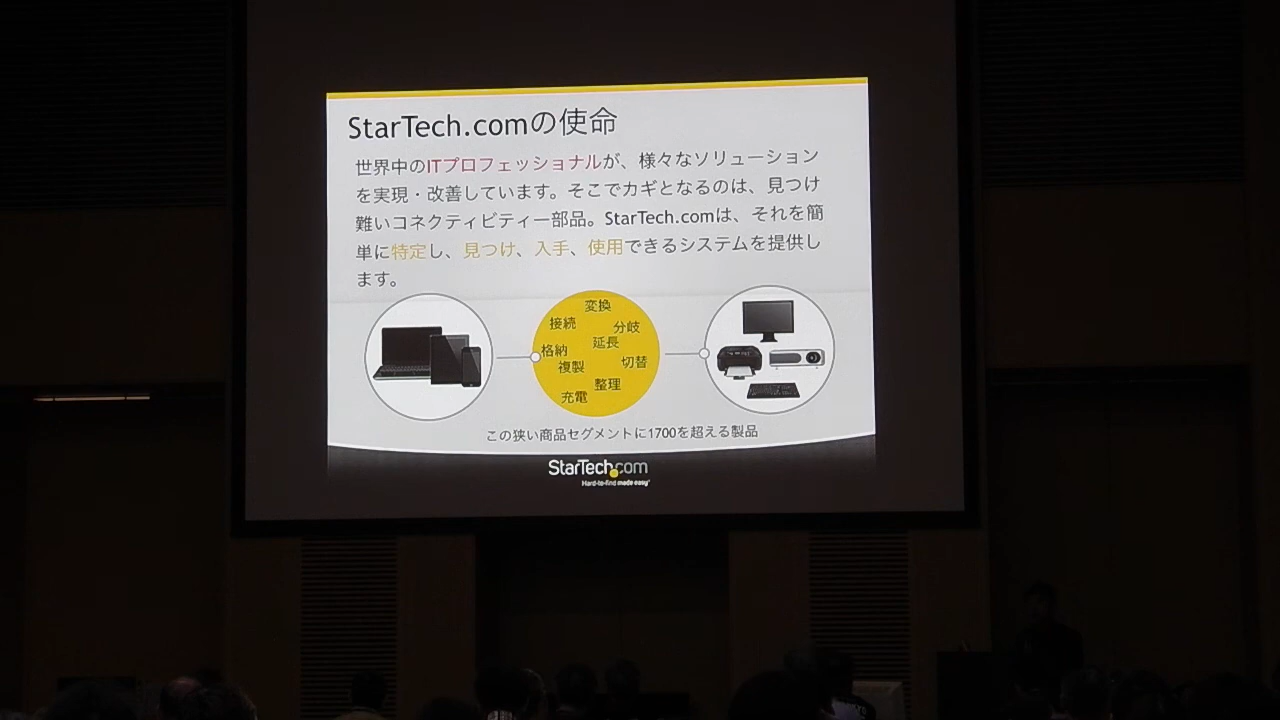 StarTech.comの使命
世界中のITプロフェッショナルが、様々なソリューション
を実現・改善しています。そこでカギとなるのは、見つけ
難いコネクティビティー部品。StarTech.comは、それを簡
単に特定し、見つけ、入手、使用できるシステムを提供し
ます。
変換
接続
分岐
延長
格納
切替
複製
整理
充電
この狭い商品セグメントに1700を超える製品
StarTech.com
Hard-to-find made easy®